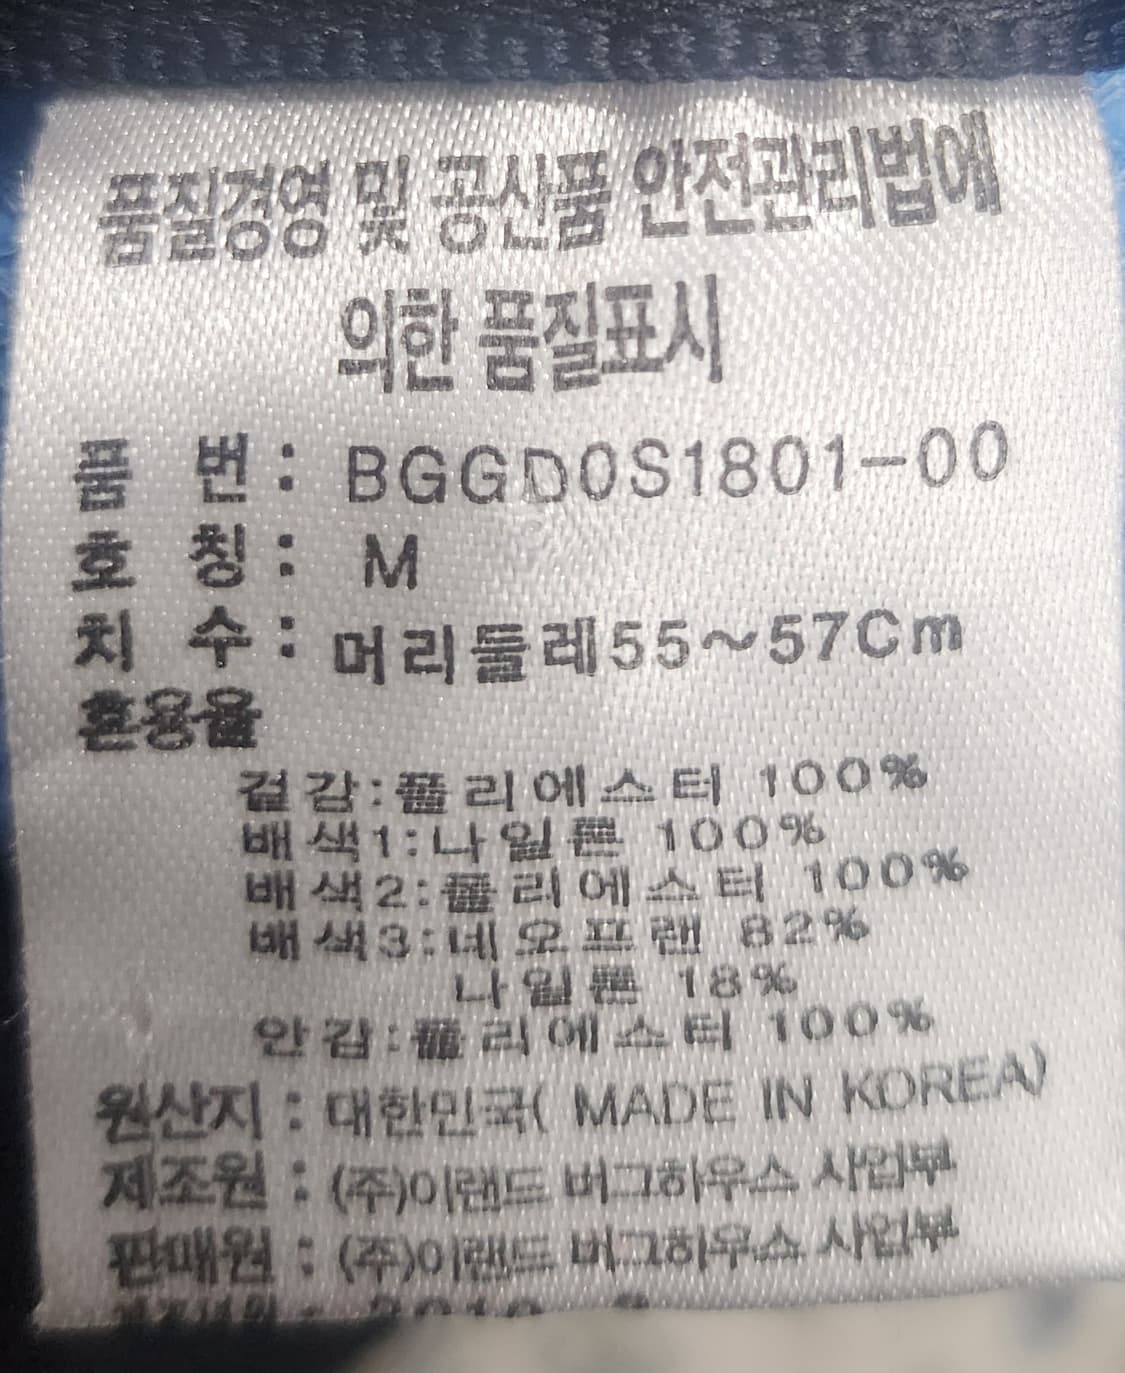 품질경영 및 공산품 안전관리법에
의한 품질표시
품 번 : BGGD0S1801-00
호 칭 : M
치 수 : 머리둘레55~57Cm
혼용율
겉감:폴리에스터 100%
배색1:나일론 100%
배색2:폴리에스터 100%
배색3:네오프랜 82%
나일론 18%
안감:폴리에스터 100%
원산지 : 대한민국( MADE IN KOREA)
제조원 : (주)이랜드 버그하우스 사업부
판매원 : (주)이랜드 버그하우쇼 사업부